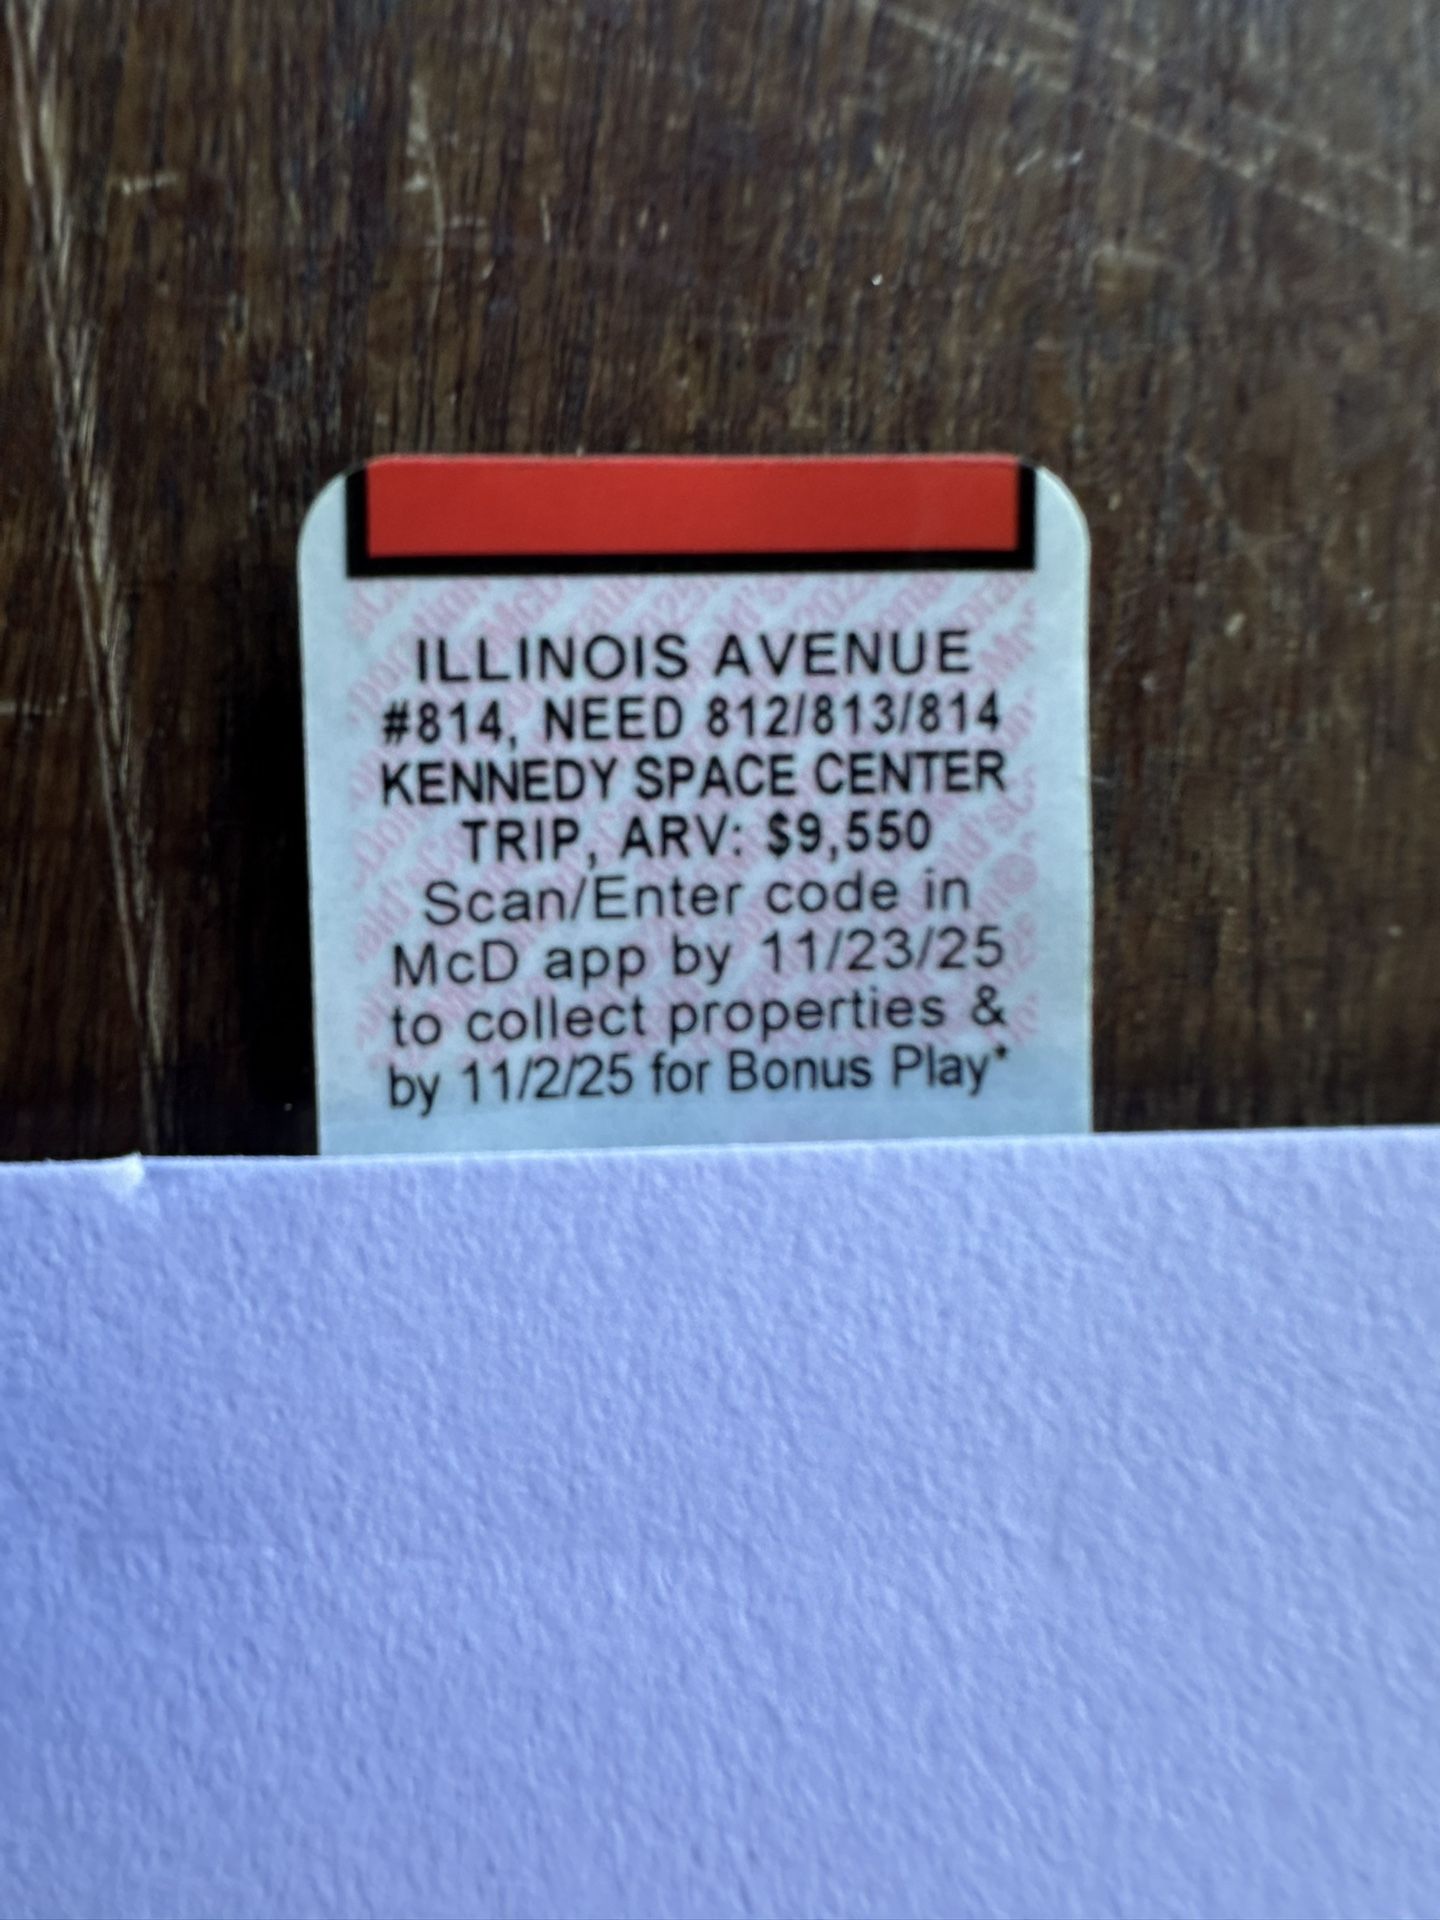 ILLINOIS AVENUE
#814, NEED 812/813/814
KENNEDY SPACE CENTER
TRIP, ARV: $9,550
Scan/Enter code in
McD app by 11/23/25
to collect properties &
by 11/2/25 for Bonus Play*